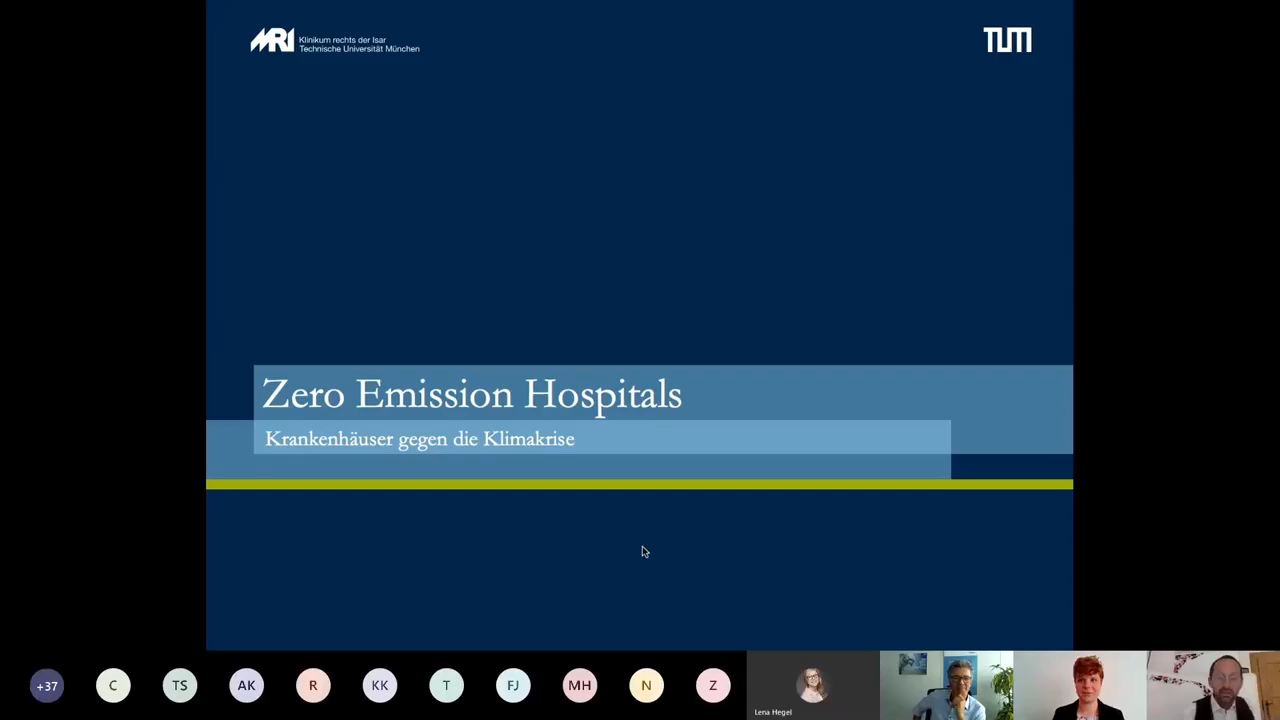 MRI
Klinikum rechts der Isar
Technische Universität München
TUM
Zero Emission Hospitals
Krankenhäuser gegen die Klimakrise
+37
C
TS
AK
R
KK
T
FJ
MH
N
Z
Lena Hegel